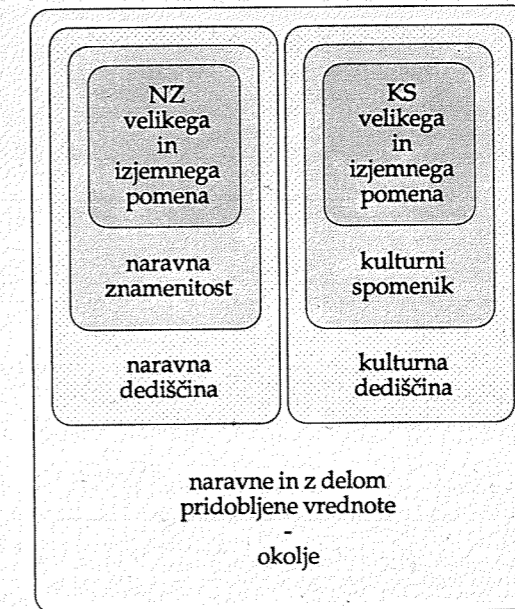 NZ
velikega
in
izjemnega
pomena
naravna
znamenitost
naravna
dediščina
KS
velikega
in
izjemnega
pomena
kulturni
spomenik
kulturna
dediščina
naravne in z delom
pridobljene vrednote
-
okolje